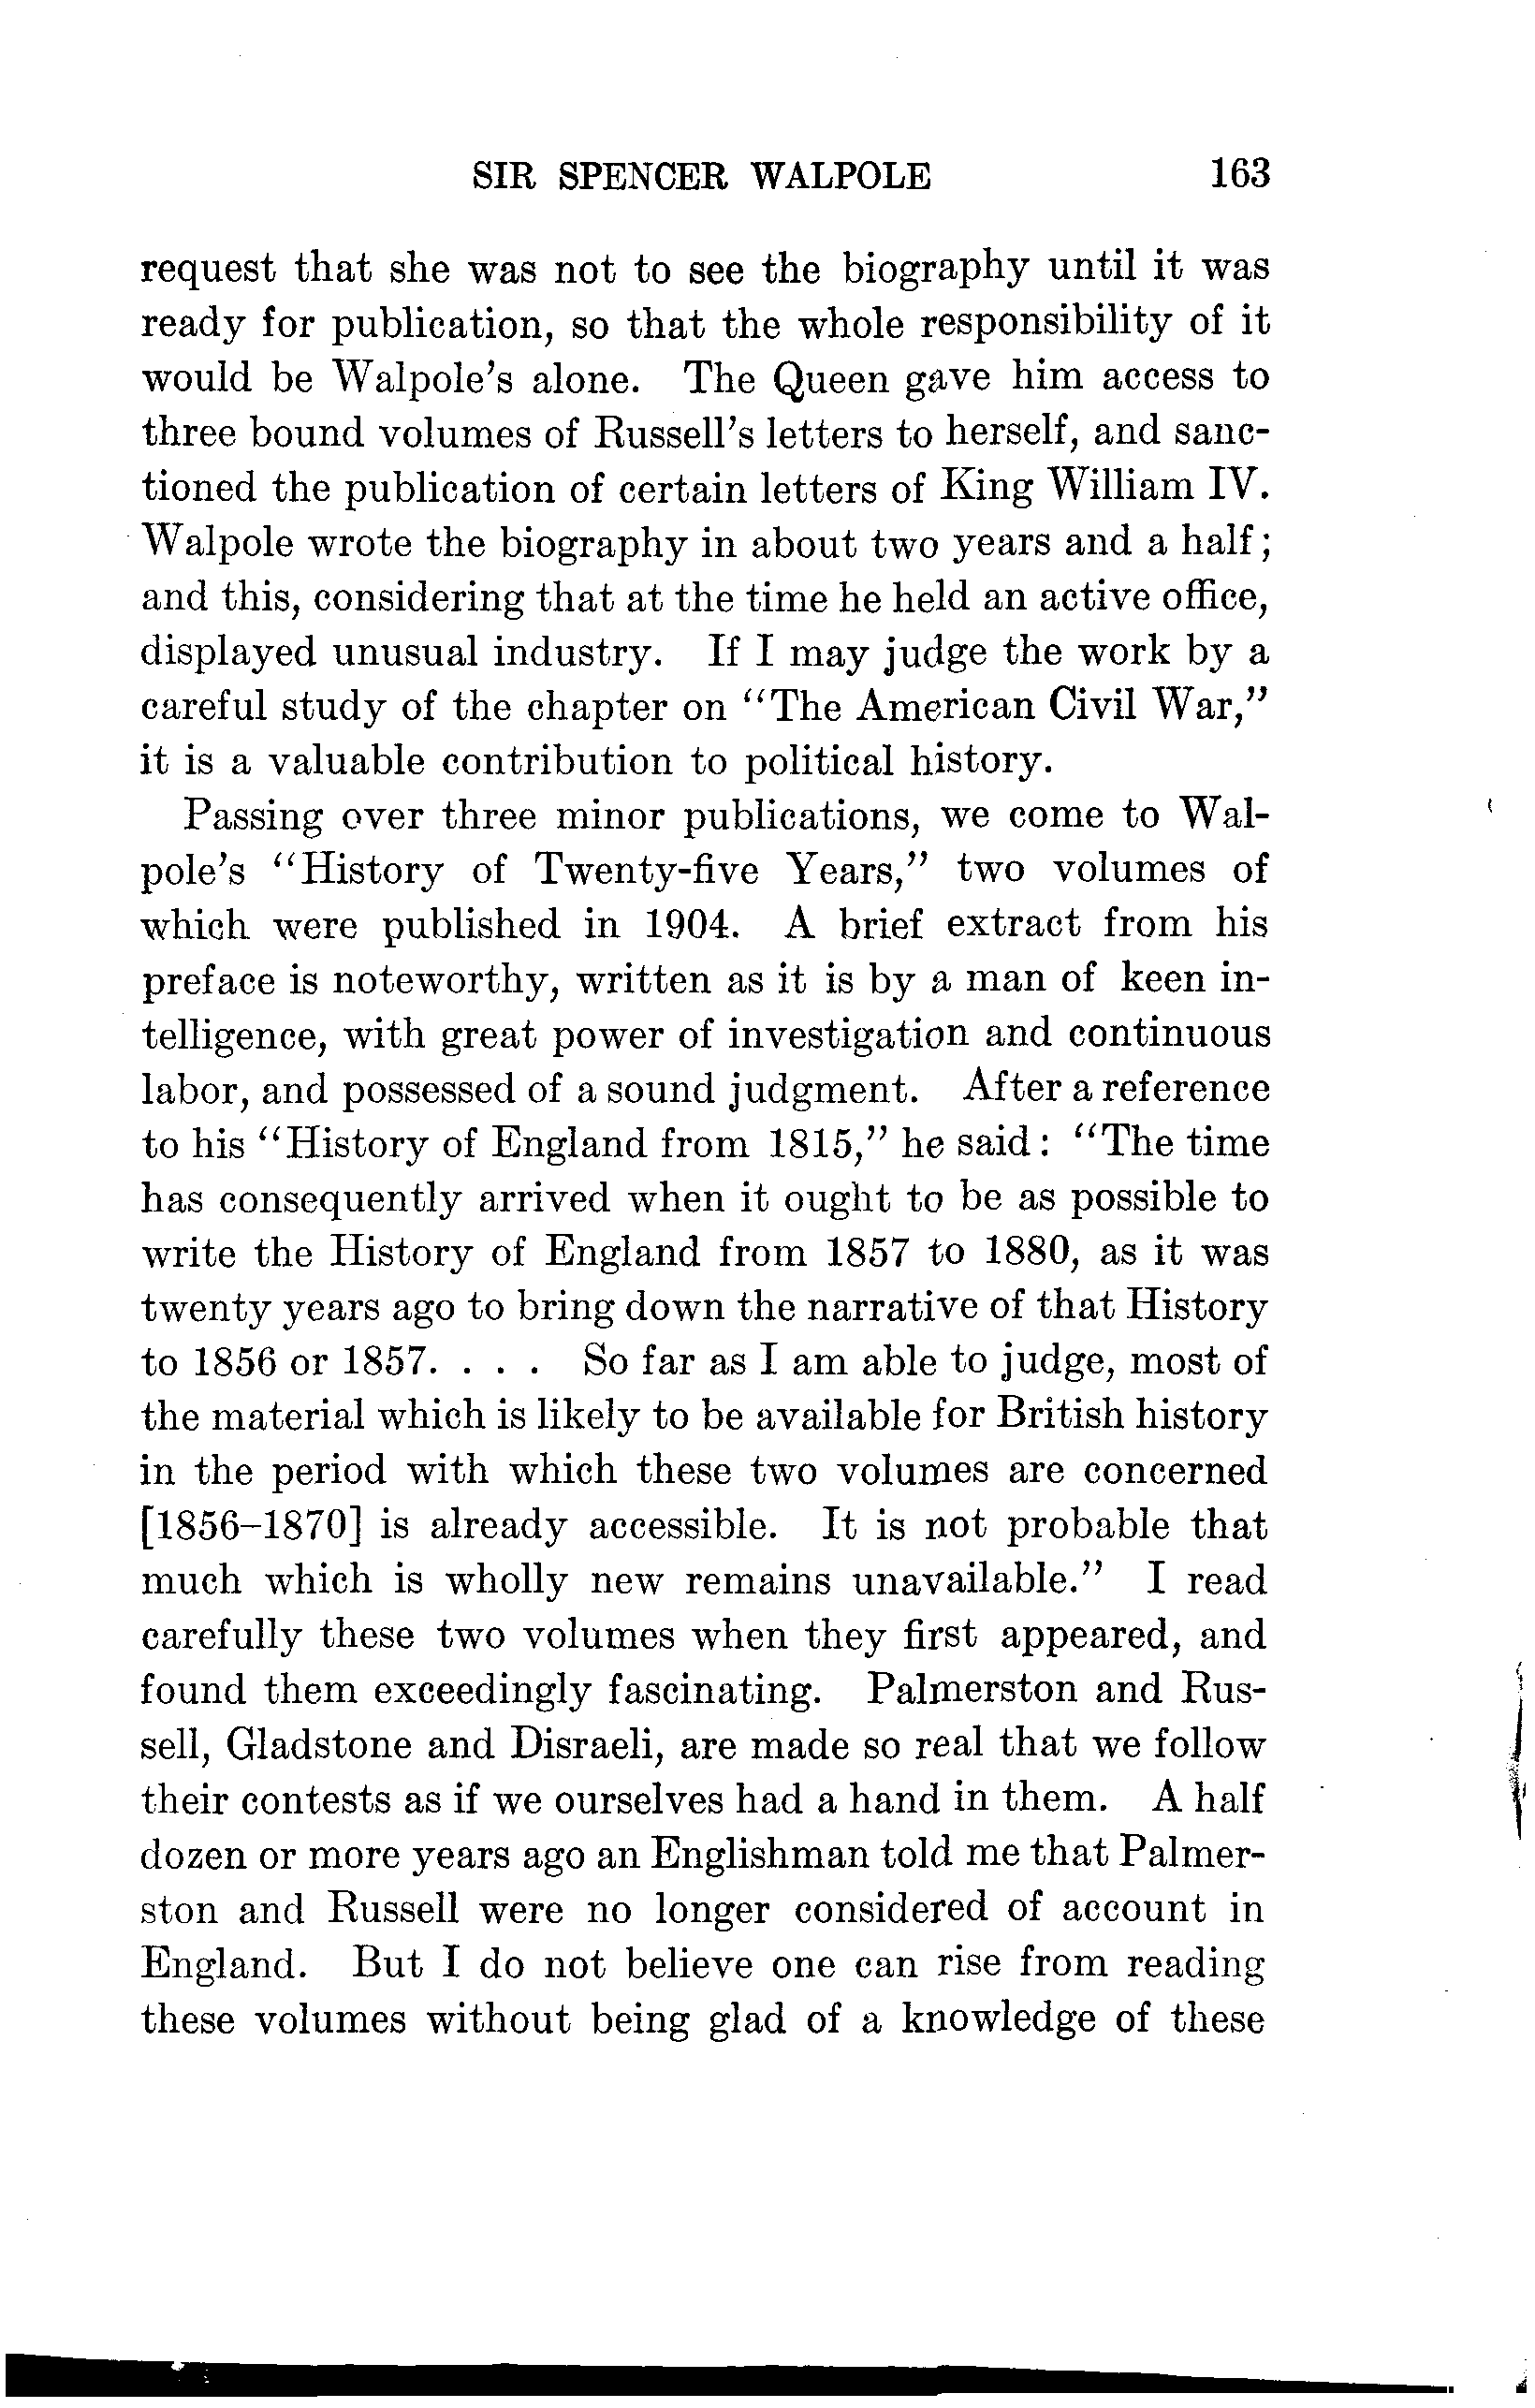 SIR SPENCER WALPOLE 163
request that she was not to see the biography until it was
ready for publication, so that the whole responsibility of it
would be Walpole's alone. The Queen gave him access to
three bound volumes of Russell's letters to herself, and sanc-
tioned the publication of certain letters of King William IV.
Walpole wrote the biography in about two years and a half;
and this, considering that at the time he held an active office,
displayed unusual industry. If I may judge the work by a
careful study of the chapter on "The American Civil War,"
it is a valuable contribution to political history.
Passing over three minor publications, we come to Wal-
pole's "History of Twenty-five Years," two volumes of
which were published in 1904. A brief extract from his
preface is noteworthy, written as it is by a man of keen in-
telligence, with great power of investigation and continuous
labor, and possessed of a sound judgment. After a reference
to his "History of England from 1815," he said: "The time
has consequently arrived when it ought to be as possible to
write the History of England from 1857 to 1880, as it was
twenty years ago to bring down the narrative of that History
to 1856 or 1857. . . . So far as I am able to judge, most of
the material which is likely to be available for British history
in the period with which these two volumes are concerned
[1856–1870] is already accessible. It is not probable that
much which is wholly new remains unavailable." I read
carefully these two volumes when they first appeared, and
found them exceedingly fascinating. Palmerston and Rus-
sell, Gladstone and Disraeli, are made so real that we follow
their contests as if we ourselves had a hand in them. A half
dozen or more years ago an Englishman told me that Palmer-
ston and Russell were no longer considered of account in
England. But I do not believe one can rise from reading
these volumes without being glad of a knowledge of these